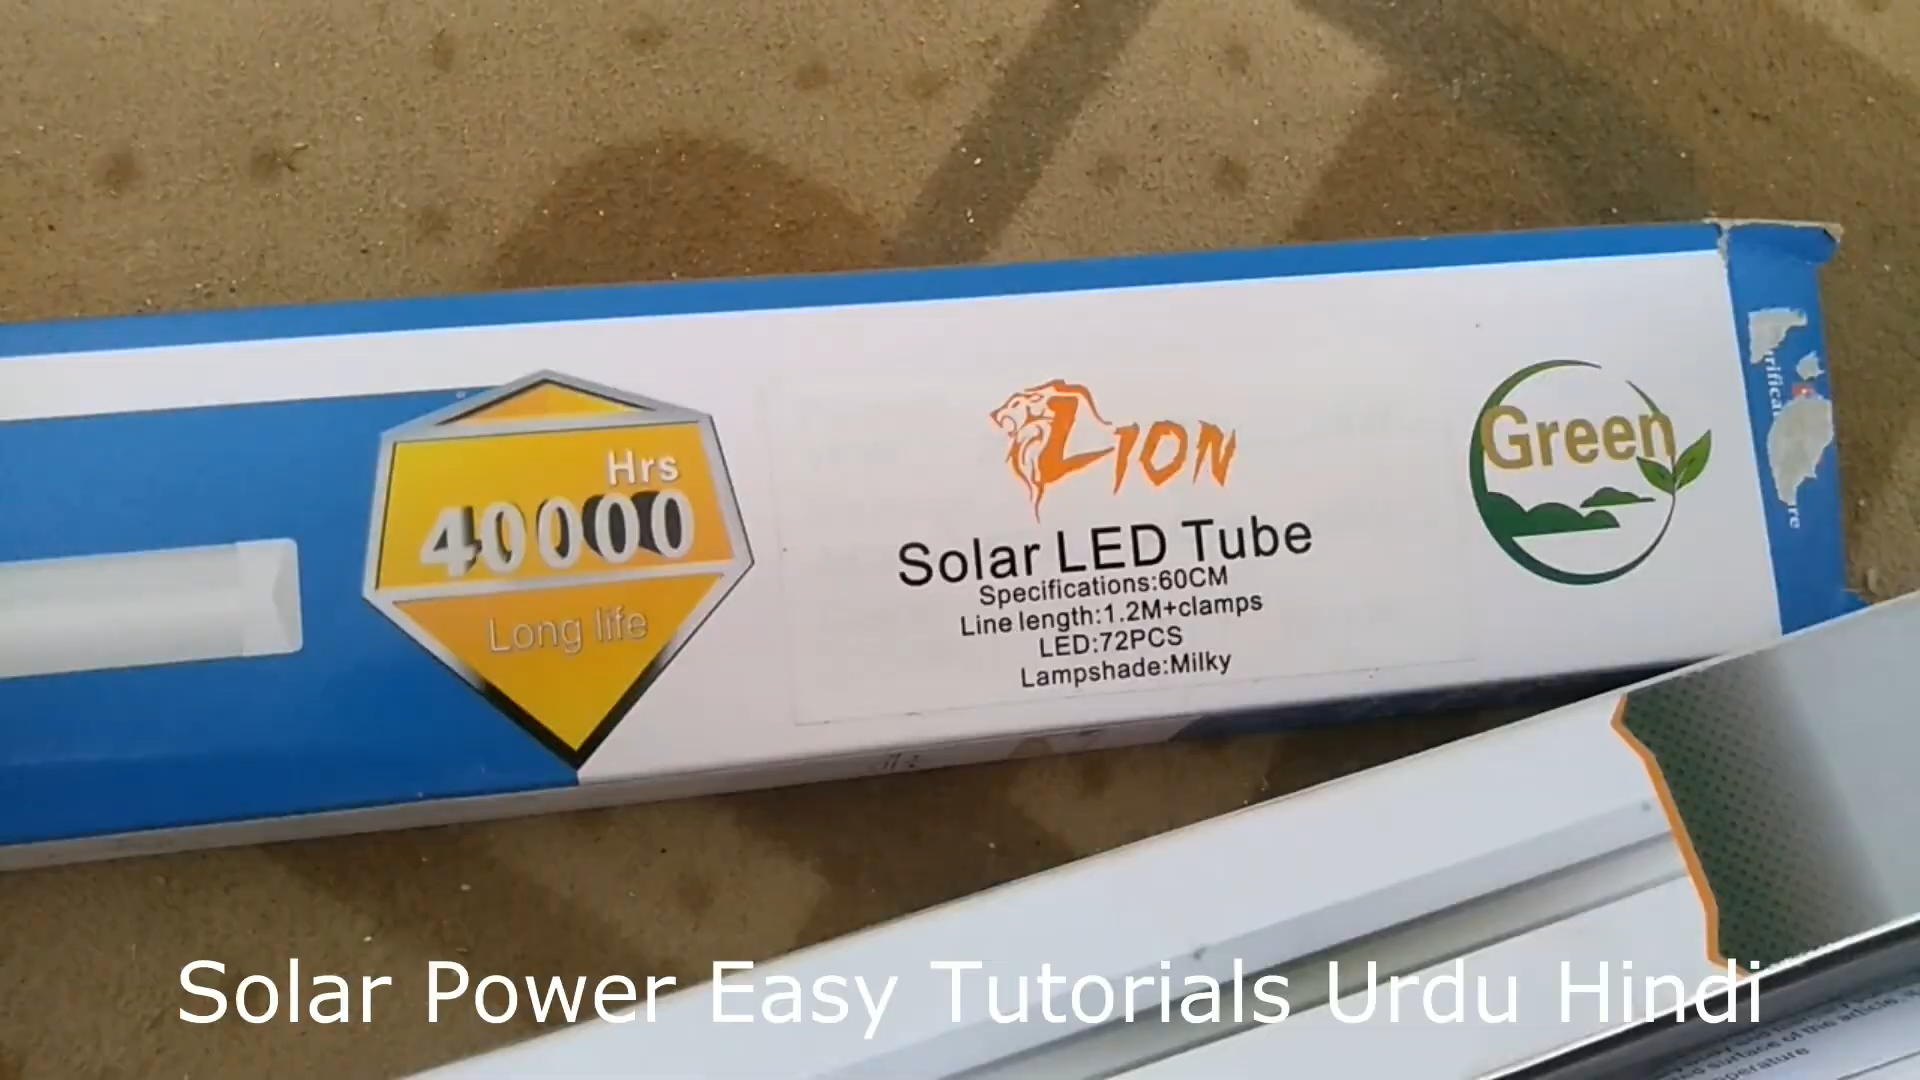 Hrs
40000
Long life
LION
Solar LED Tube
Specifications:60CM
Line length:1.2M+clamps
LED:72PCS
Lampshade:Milky
Green
Solar Power Easy Tutorials Urdu Hindi